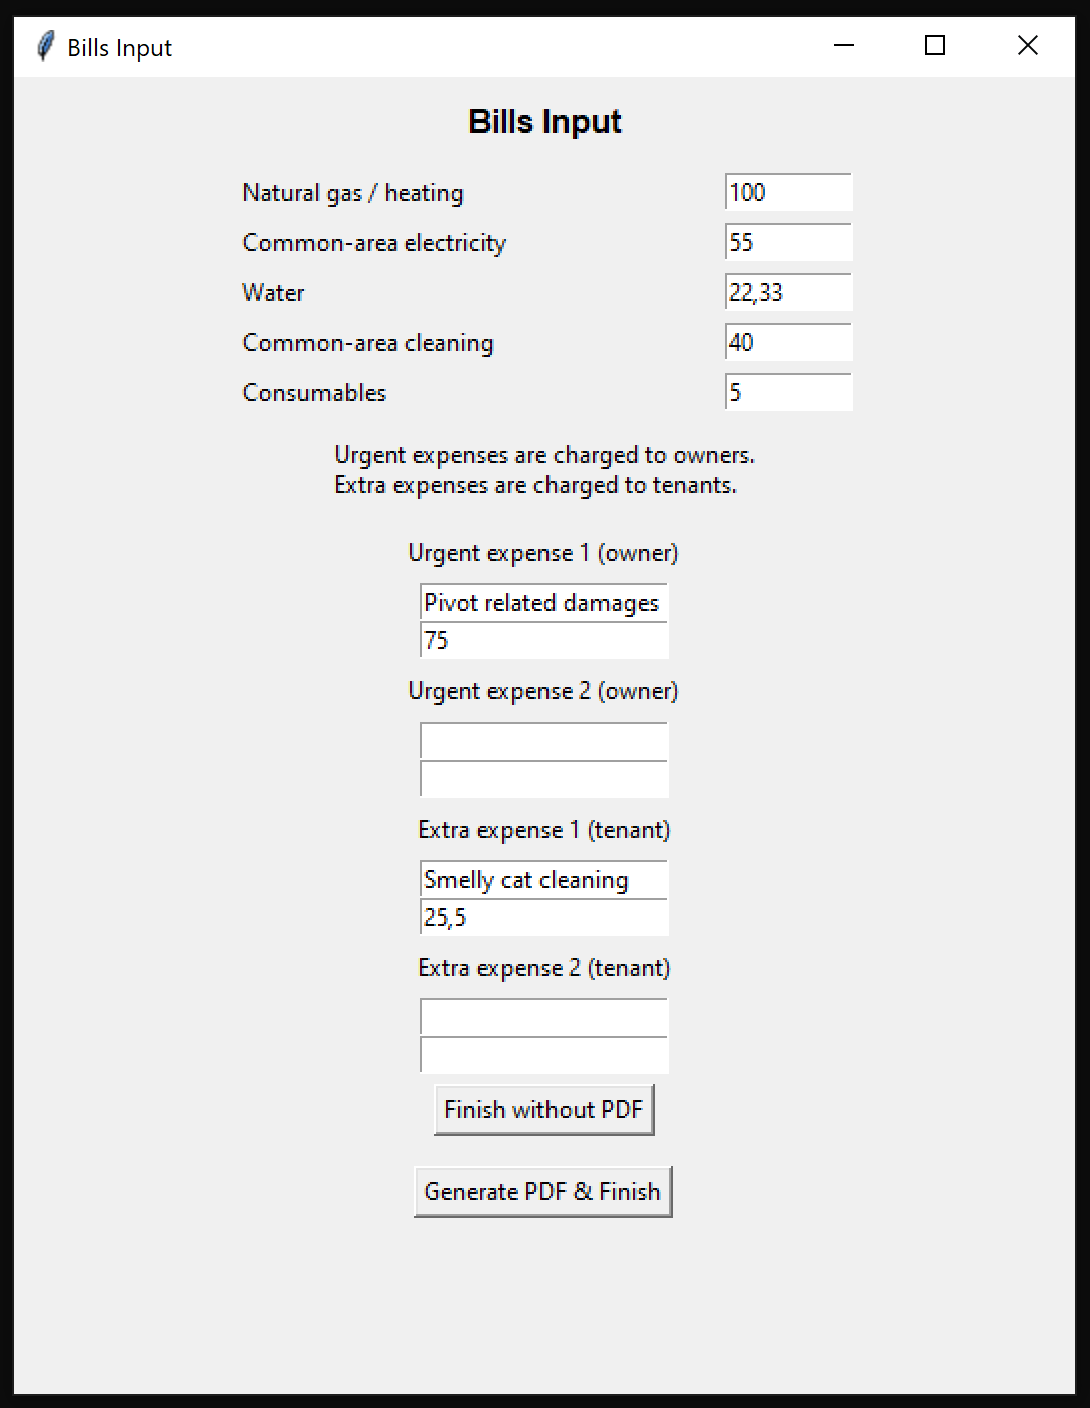 Bills Input
Bills Input
Natural gas / heating 100
Common-area electricity 55
Water 22,33
Common-area cleaning 40
Consumables 5
Urgent expenses are charged to owners.
Extra expenses are charged to tenants.
Urgent expense 1 (owner)
Pivot related damages
75
Urgent expense 2 (owner)
Extra expense 1 (tenant)
Smelly cat cleaning
25,5
Extra expense 2 (tenant)
Finish without PDF
Generate PDF & Finish